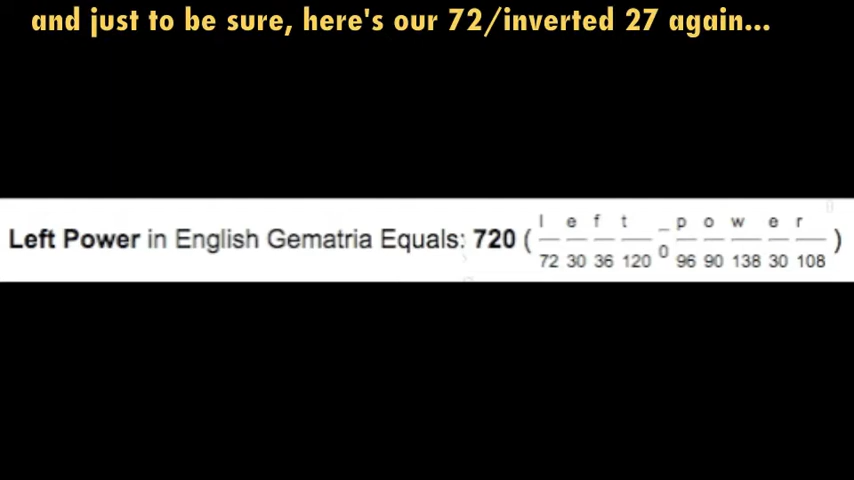 and just to be sure, here's our 72/inverted 27 again...
Left Power in English Gematria Equals: 720 ( l e f t _ p o w e r )
72 30 36 120 0 96 90 138 30 108